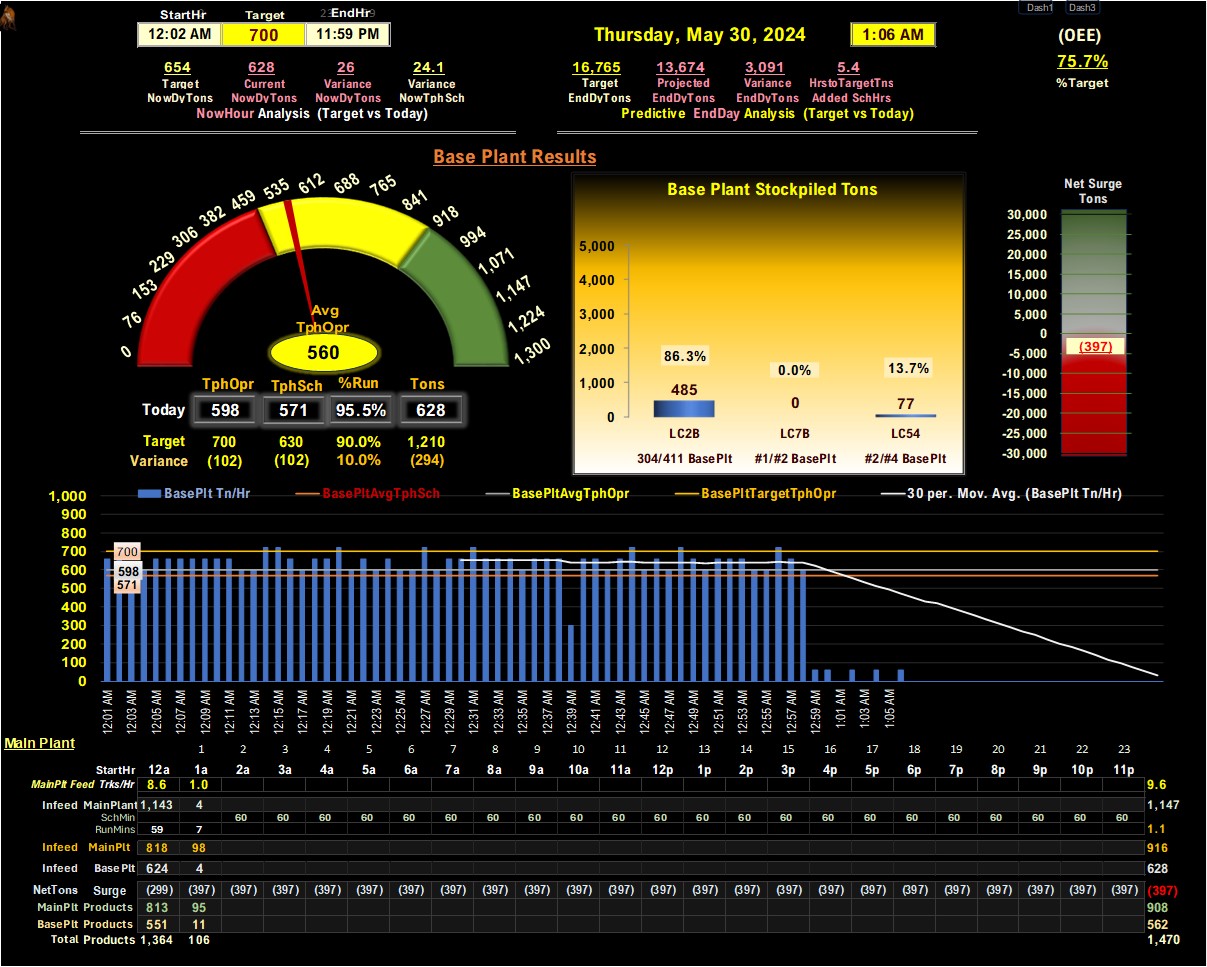 Dash1 Dash3
StartHr Target EndHr
12:02 AM 700 11:59 PM
Thursday, May 30, 2024 1:06 AM
(OEE)
75.7%
%Target
654 628 26 24.1
Target Current Variance Variance
NowDyTons NowDyTons NowDyTons NowTphSch
NowHour Analysis (Target vs Today)
16,765 13,674 3,091 5.4
Target Projected Variance HrstoTargetTns
EndDyTons EndDyTons EndDyTons Added SchHrs
Predictive EndDay Analysis (Target vs Today)
Base Plant Results
0 76 153 229 306 382 459 535 612 688 765 841 918 994 1,071 1,147 1,224 1,300
Avg
TphOpr
560
TphOpr TphSch %Run Tons
Today 598 571 95.5% 628
Target 700 630 90.0% 1,210
Variance (102) (102) 10.0% (294)
Base Plant Stockpiled Tons
5,000
4,000
3,000
2,000
1,000
0
86.3% 0.0% 13.7%
485 0 77
LC2B LC7B LC54
304/411 BasePlt #1/#2 BasePlt #2/#4 BasePlt
Net Surge
Tons
30,000
25,000
20,000
15,000
10,000
5,000
0
(397)
-5,000
-10,000
-15,000
-20,000
-25,000
-30,000
BasePlt Tn/Hr BasePltAvgTphSch BasePltAvgTphOpr BasePltTargetTphOpr 30 per. Mov. Avg. (BasePlt Tn/Hr)
1,000
900
800
700
600
500
400
300
200
100
0
700
598
571
12:01 AM 12:03 AM 12:05 AM 12:07 AM 12:09 AM 12:11 AM 12:13 AM 12:15 AM 12:17 AM 12:19 AM 12:21 AM 12:23 AM 12:25 AM 12:27 AM 12:29 AM 12:31 AM 12:33 AM 12:35 AM 12:37 AM 12:39 AM 12:41 AM 12:43 AM 12:45 AM 12:47 AM 12:49 AM 12:51 AM 12:53 AM 12:55 AM 12:57 AM 12:59 AM 1:01 AM 1:03 AM 1:05 AM
Main Plant
1 2 3 4 5 6 7 8 9 10 11 12 13 14 15 16 17 18 19 20 21 22 23
StartHr 12a 1a 2a 3a 4a 5a 6a 7a 8a 9a 10a 11a 12p 1p 2p 3p 4p 5p 6p 7p 8p 9p 10p 11p
MainPlt Feed Trks/Hr 8.6 1.0 9.6
Infeed MainPlant 1,143 4 1,147
SchMin 60 60 60 60 60 60 60 60 60 60 60 60 60 60 60 60 60 60 60 60 60 60
RunMins 59 7 1.1
Infeed MainPlt 818 98 916
Infeed BasePlt 624 4 628
NetTons Surge (299) (397) (397) (397) (397) (397) (397) (397) (397) (397) (397) (397) (397) (397) (397) (397) (397) (397) (397) (397) (397) (397) (397) (397) (397)
MainPlt Products 813 95 908
BasePlt Products 551 11 562
Total Products 1,364 106 1,470